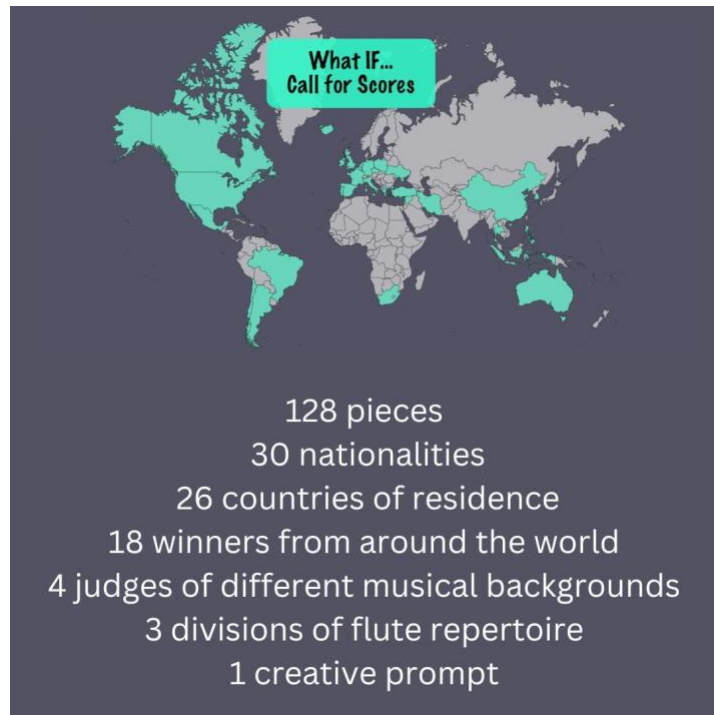 What IF...
Call for Scores
128 pieces
30 nationalities
26 countries of residence
18 winners from around the world
4 judges of different musical backgrounds
3 divisions of flute repertoire
1 creative prompt